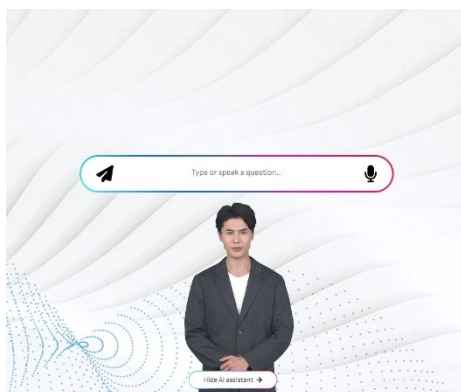 Type or speak a question...
Hide AI assistant →